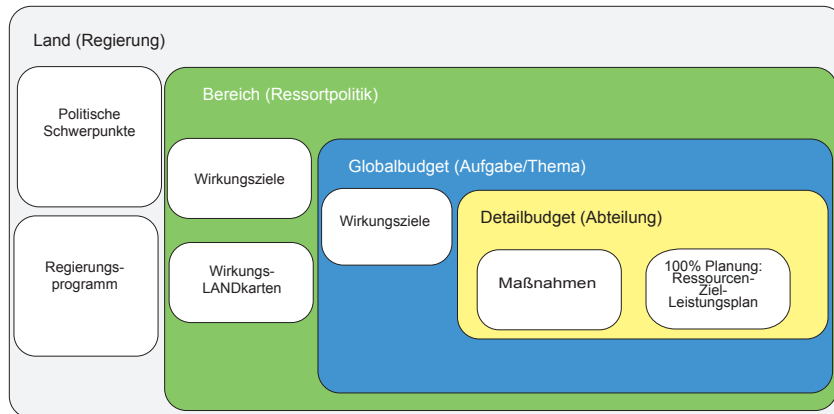 Land (Regierung)
Politische
Schwerpunkte
Regierungs-
programm
Bereich (Ressortpolitik)
Wirkungsziele
Wirkungs-
LANDkarten
Globalbudget (Aufgabe/Thema)
Wirkungsziele
Detailbudget (Abteilung)
Maßnahmen
100% Planung:
Ressourcen-
Ziel-
Leistungsplan